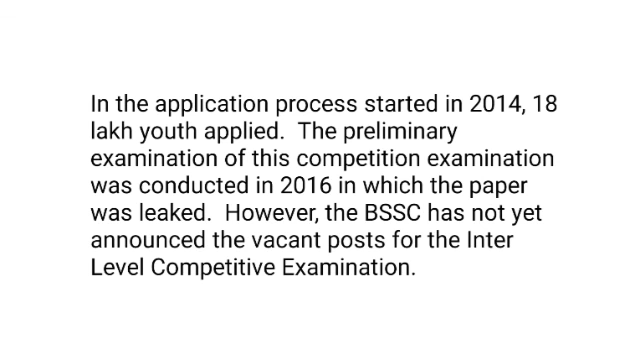 In the application process started in 2014, 18
lakh youth applied.  The preliminary
examination of this competition examination
was conducted in 2016 in which the paper
was leaked.  However, the BSSC has not yet
announced the vacant posts for the Inter
Level Competitive Examination.